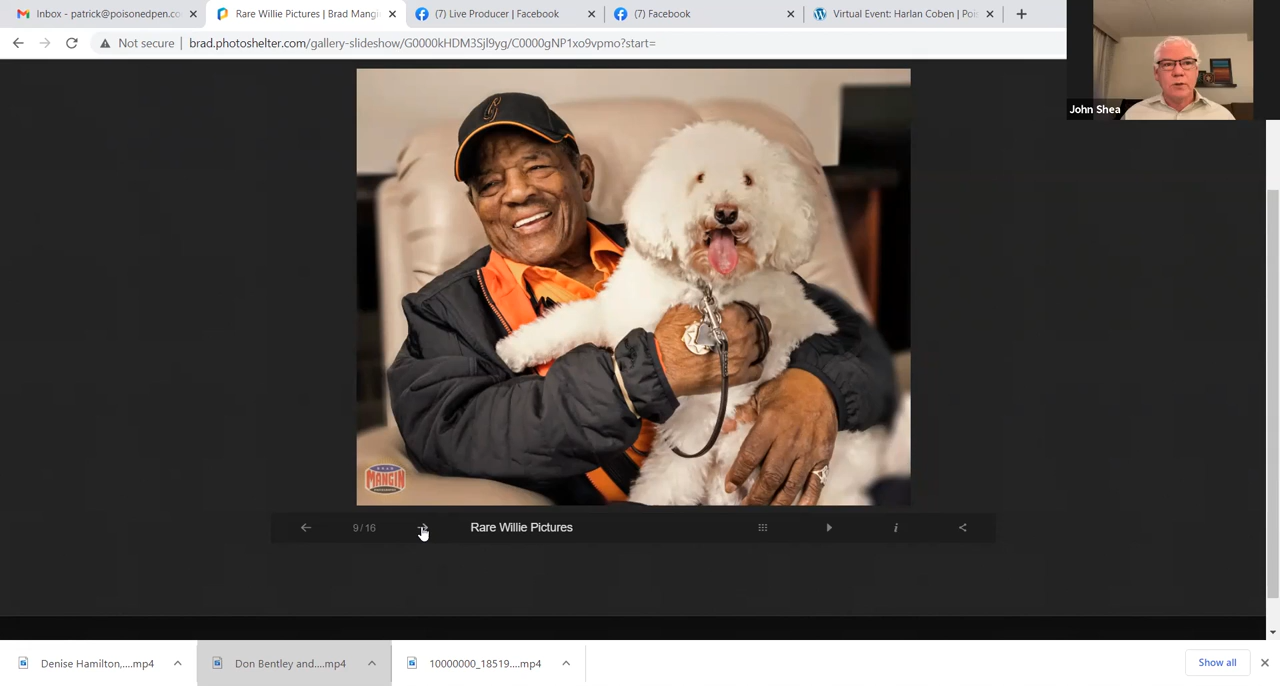 Inbox - patrick@poisonedpen.co
Rare Willie Pictures | Brad Mangi
(7) Live Producer | Facebook
(7) Facebook
Virtual Event: Harlan Coben | Poi
Not secure | brad.photoshelter.com/gallery-slideshow/G0000kHDM3Sjl9yg/C0000gNP1xo9vpmo?start=
John Shea
BRAD
MANGIN
9 / 16
Rare Willie Pictures
Denise Hamilton,....mp4
Don Bentley and....mp4
10000000_18519....mp4
Show all